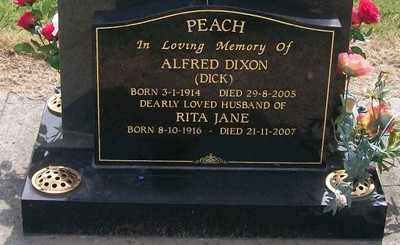 PEACH
In Loving Memory Of
ALFRED DIXON
(DICK)
BORN 3-1-1914 DIED 29-8-2005
DEARLY LOVED HUSBAND OF
RITA JANE
BORN 8-10-1916 - DIED 21-11-2007